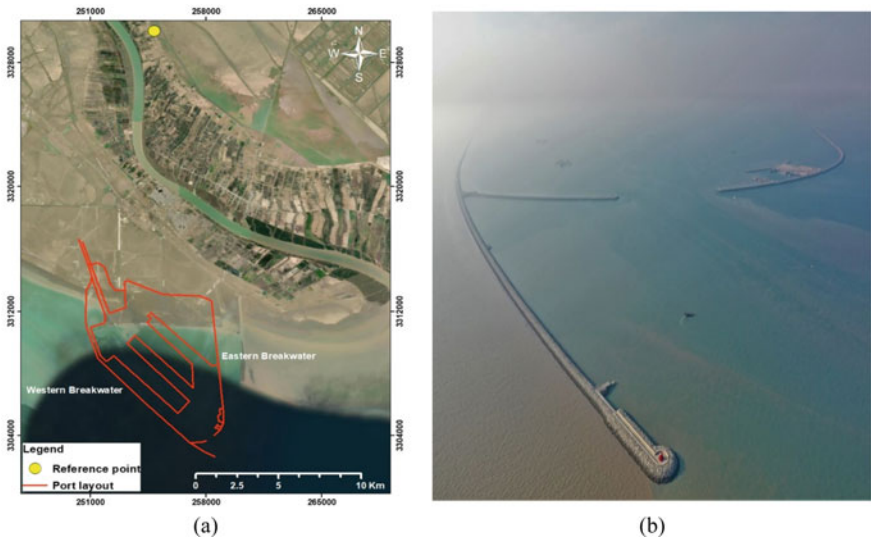 251000 258000 265000
N
W E
S
3328000 3328000
3320000 3320000
3312000 3312000
Eastern Breakwater
Western Breakwater
3304000 3304000
Legend
Reference point
Port layout
0 2.5 5 10 Km
251000 258000 265000
(a) (b)